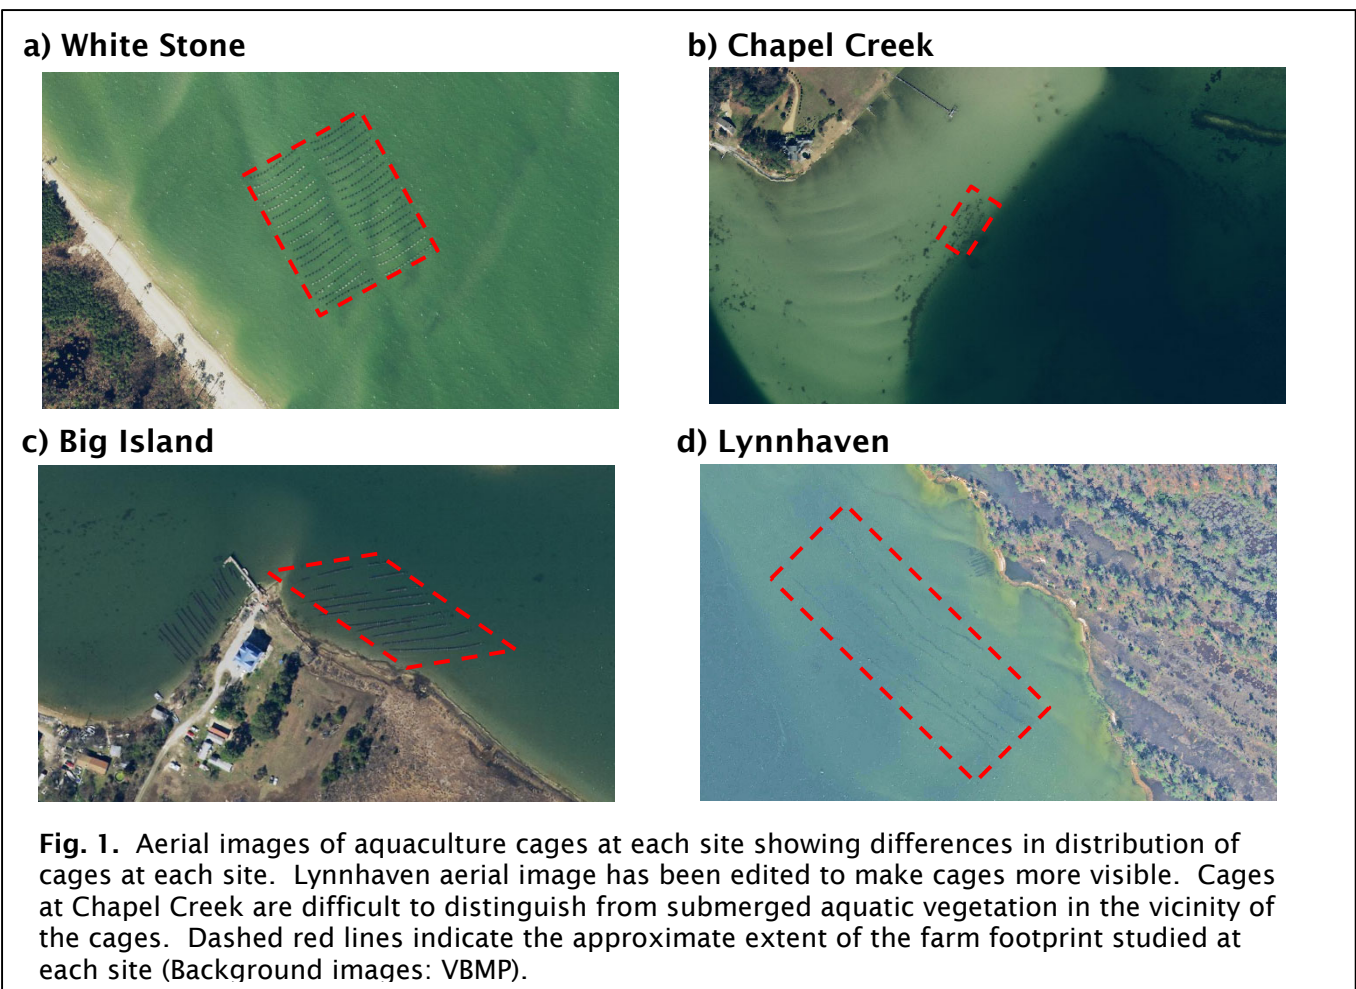 a) White Stone
b) Chapel Creek
c) Big Island
d) Lynnhaven
Fig. 1. Aerial images of aquaculture cages at each site showing differences in distribution of
cages at each site. Lynnhaven aerial image has been edited to make cages more visible. Cages
at Chapel Creek are difficult to distinguish from submerged aquatic vegetation in the vicinity of
the cages. Dashed red lines indicate the approximate extent of the farm footprint studied at
each site (Background images: VBMP).